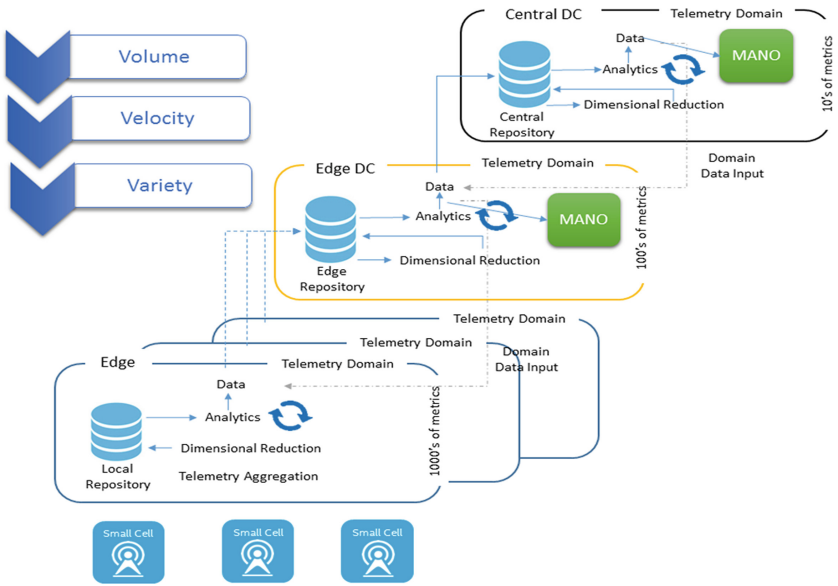 Volume
Velocity
Variety
Central DC
Telemetry Domain
Data
MANO
Analytics
Central
Repository
Dimensional Reduction
10's of metrics
Domain
Data Input
Edge DC
Telemetry Domain
Data
Analytics
MANO
Edge
Repository
Dimensional Reduction
100's of metrics
Telemetry Domain
Telemetry Domain
Domain
Data Input
Edge
Telemetry Domain
Data
Analytics
Dimensional Reduction
Local
Repository
Telemetry Aggregation
1000's of metrics
Small Cell
Small Cell
Small Cell